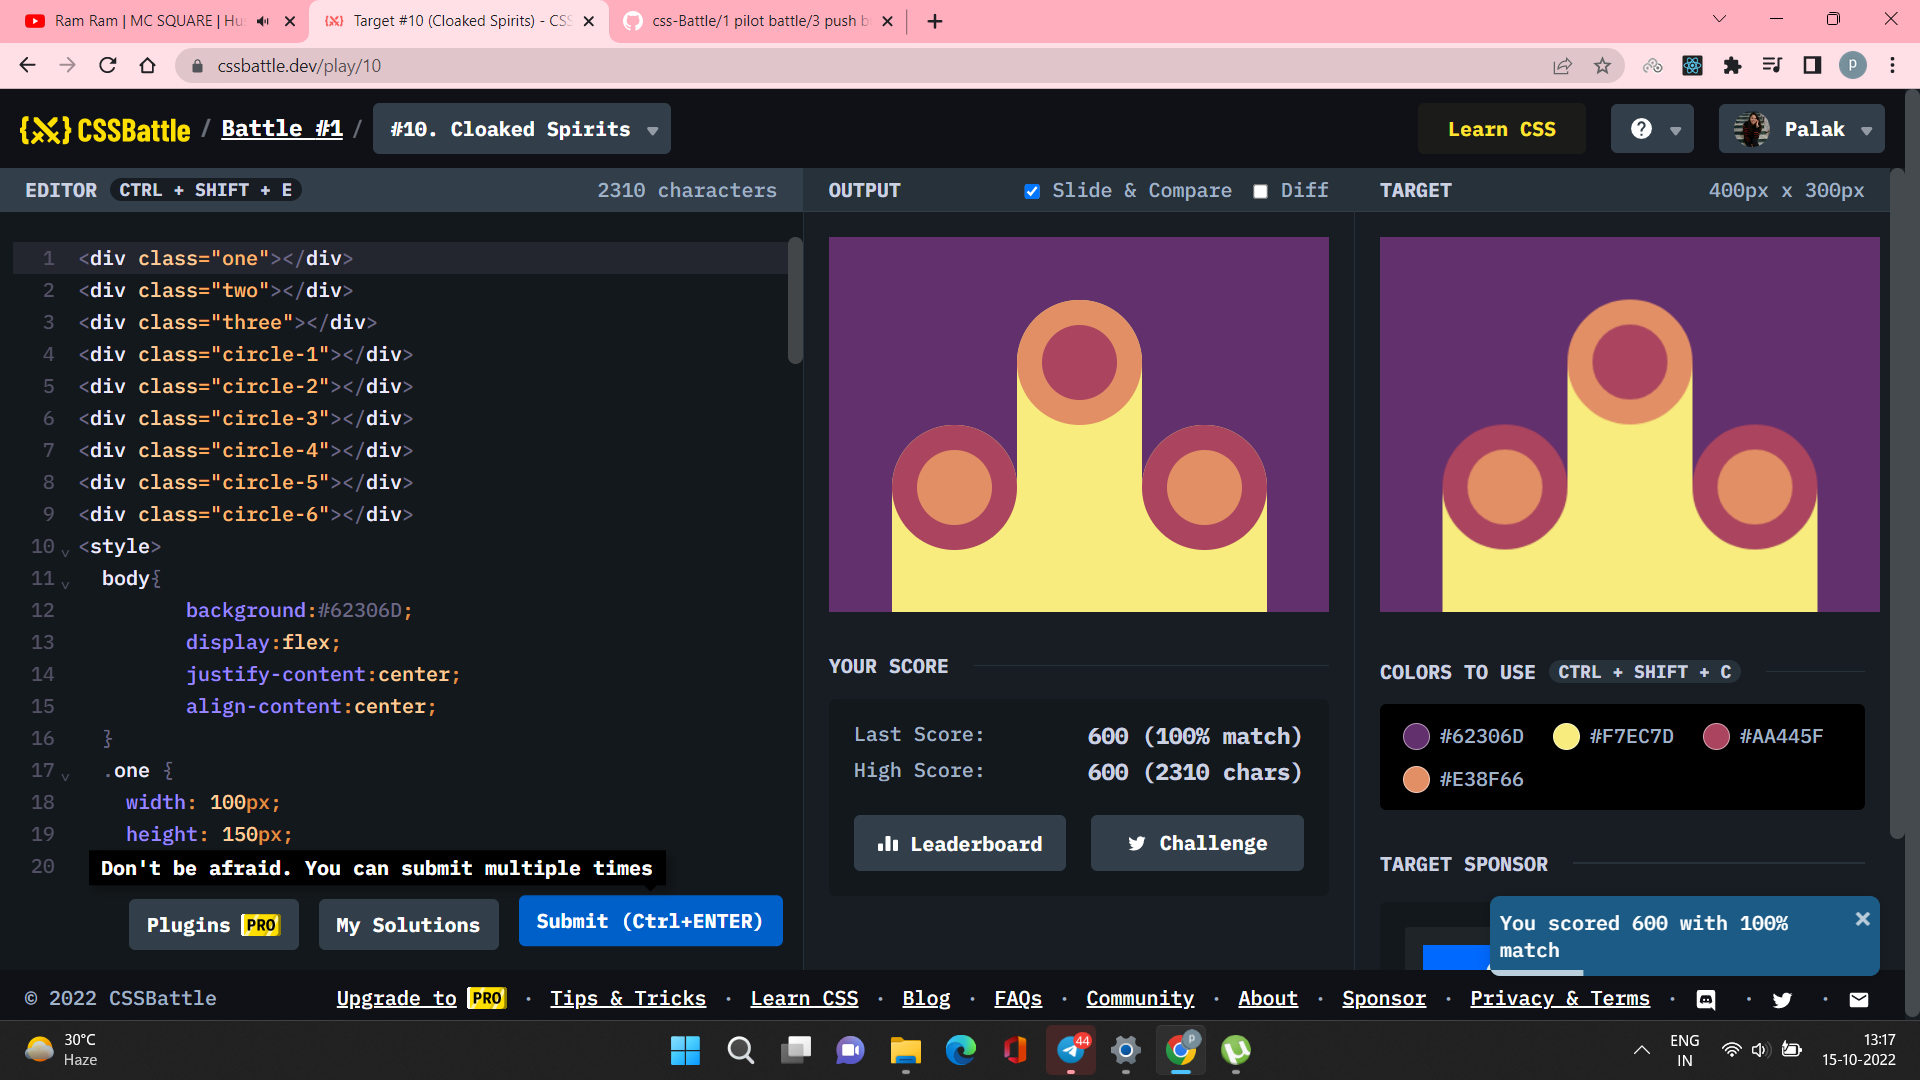 Ram Ram | MC SQUARE | Hu
Target #10 (Cloaked Spirits) - CSS
css-Battle/1 pilot battle/3 push b
cssbattle.dev/play/10
P
{X} CSSBattle / Battle #1 / #10. Cloaked Spirits
Learn CSS
?
Palak
EDITOR CTRL + SHIFT + E 2310 characters
OUTPUT Slide & Compare Diff
TARGET 400px x 300px
1 <div class="one"></div>
2 <div class="two"></div>
3 <div class="three"></div>
4 <div class="circle-1"></div>
5 <div class="circle-2"></div>
6 <div class="circle-3"></div>
7 <div class="circle-4"></div>
8 <div class="circle-5"></div>
9 <div class="circle-6"></div>
10 <style>
11 body{
12 background:#62306D;
13 display:flex;
14 justify-content:center;
15 align-content:center;
16 }
17 .one {
18 width: 100px;
19 height: 150px;
20
Don't be afraid. You can submit multiple times
Plugins PRO
My Solutions
Submit (Ctrl+ENTER)
YOUR SCORE
Last Score: 600 (100% match)
High Score: 600 (2310 chars)
Leaderboard
Challenge
COLORS TO USE CTRL + SHIFT + C
#62306D #F7EC7D #AA445F
#E38F66
TARGET SPONSOR
You scored 600 with 100%
match
© 2022 CSSBattle
Upgrade to PRO · Tips & Tricks · Learn CSS · Blog · FAQs · Community · About · Sponsor · Privacy & Terms
30°C
Haze
44
P
ENG
IN
13:17
15-10-2022